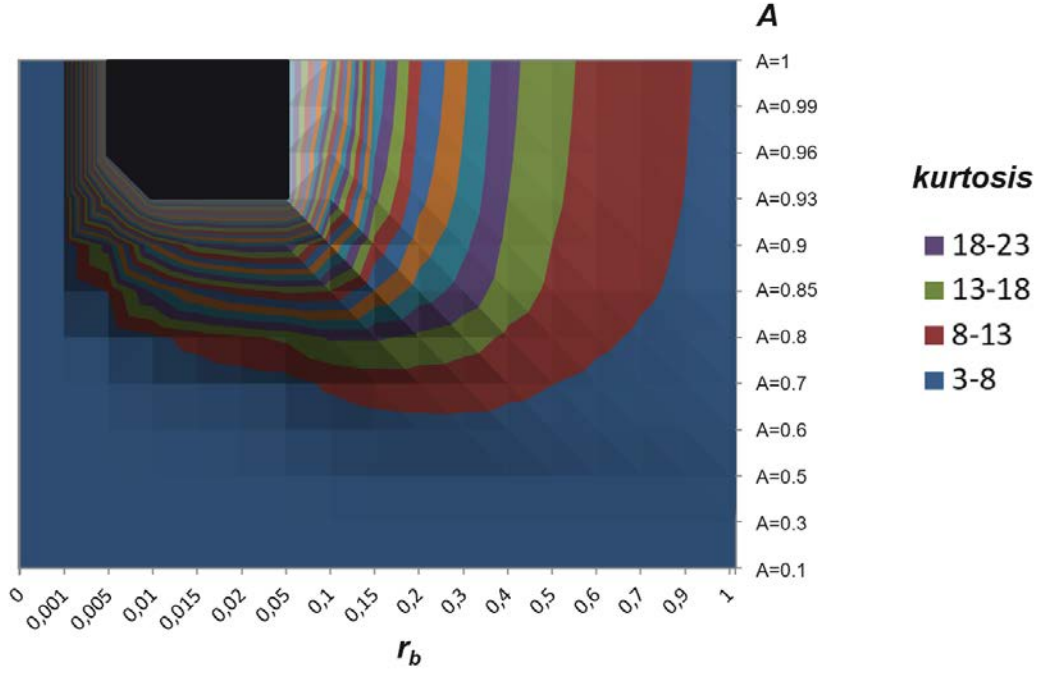 A
A=1
A=0.99
A=0.96
A=0.93
A=0.9
A=0.85
A=0.8
A=0.7
A=0.6
A=0.5
A=0.3
A=0.1
kurtosis
18-23
13-18
8-13
3-8
0
0,001
0,005
0,01
0,015
0,02
0,05
0,1
0,15
0,2
0,3
0,4
0,5
0,6
0,7
0,9
1
r_b